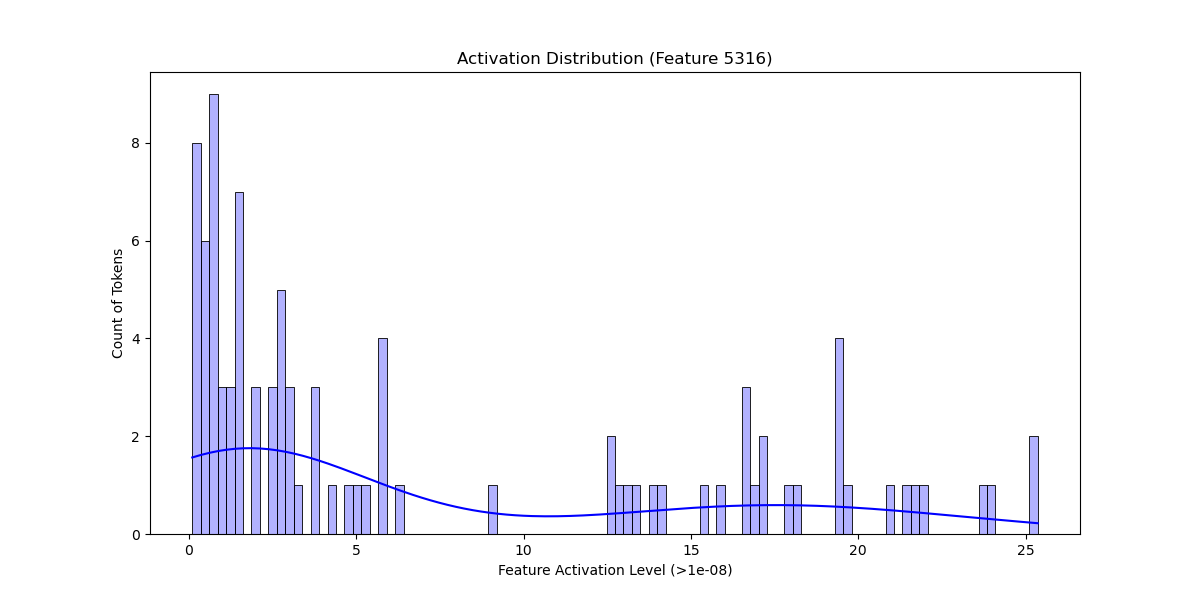 Activation Distribution (Feature 5316)
Count of Tokens
8
6
4
2
0
0 5 10 15 20 25
Feature Activation Level (>1e-08)